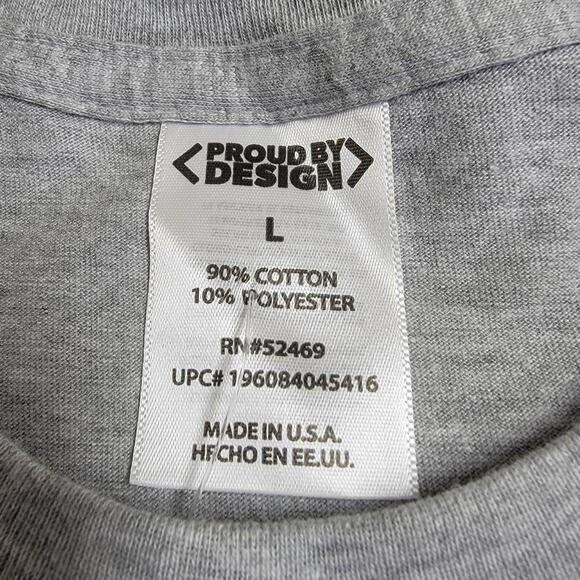 PROUD BY
DESIGN
L
90% COTTON
10% POLYESTER
RN#52469
UPC# 196084045416
MADE IN U.S.A.
HECHO EN EE.UU.